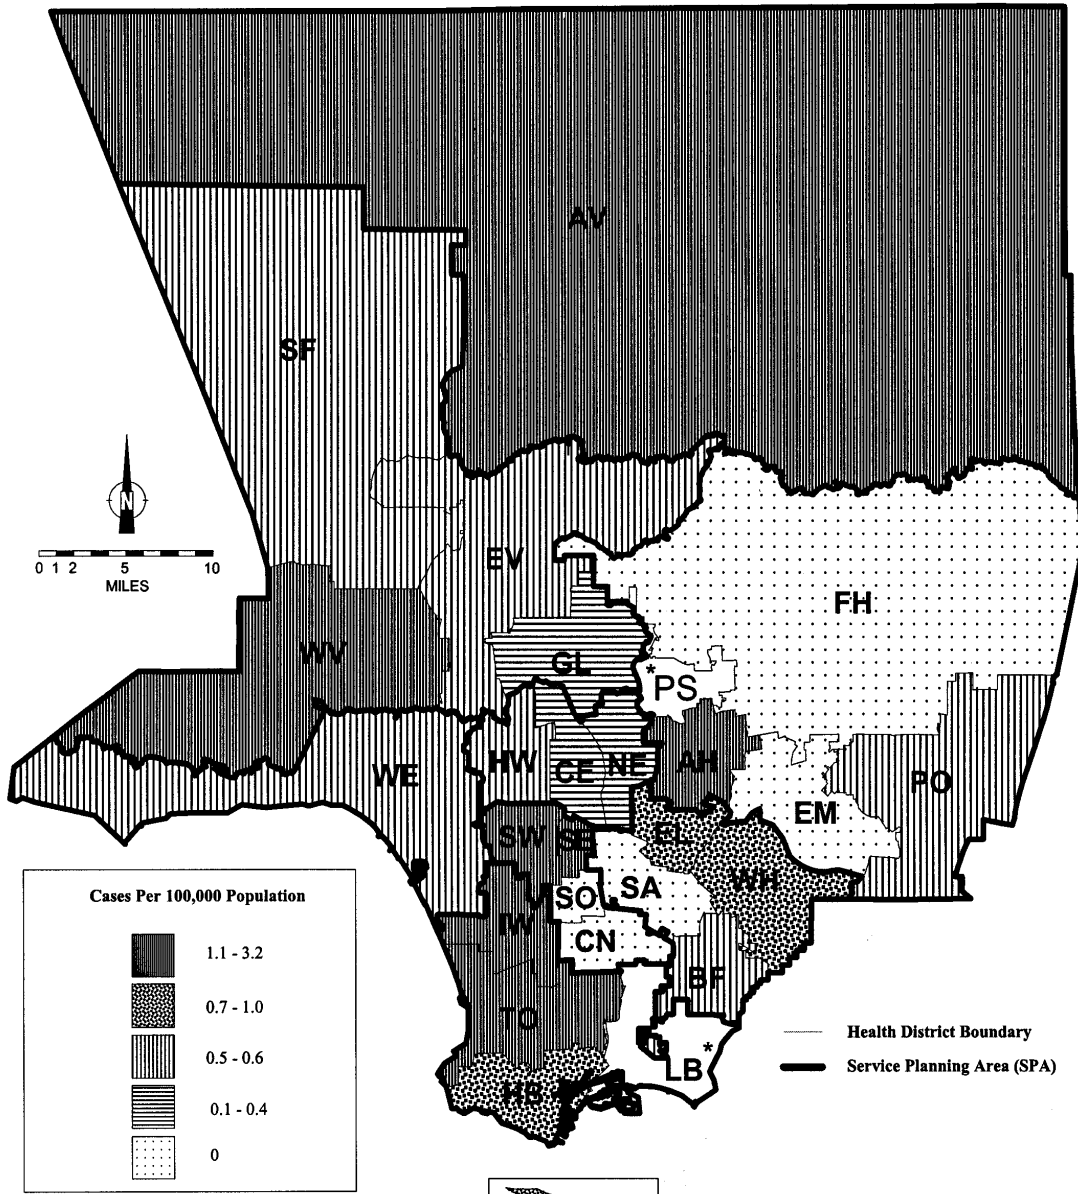 AV
SF
N
0 1 2 5 10
MILES
EV
FH
WV
GL
*
PS
HW
WE
CE
NE
AH
PO
EM
SW
SE
EL
WH
SO
SA
IW
CN
BF
TO
*
LB
HB
Cases Per 100,000 Population
1.1 - 3.2
0.7 - 1.0
0.5 - 0.6
0.1 - 0.4
0
Health District Boundary
Service Planning Area (SPA)